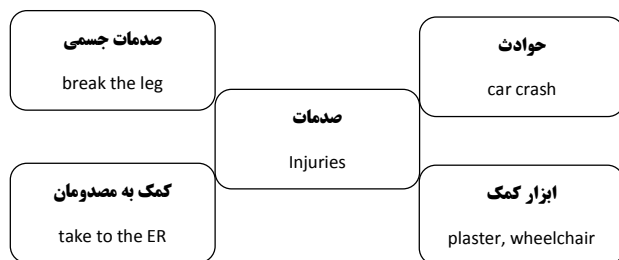 صدمات جسمی
break the leg
حوادث
car crash
صدمات
Injuries
کمک به مصدومان
take to the ER
ابزار کمک
plaster, wheelchair